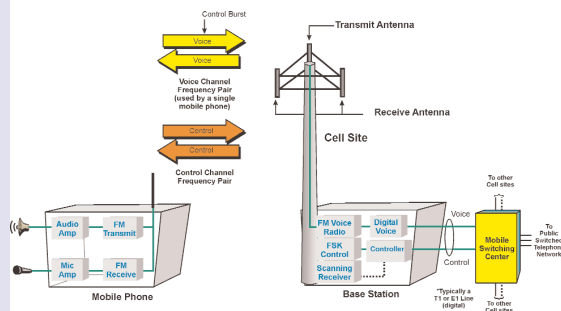 Control Burst
Voice
Voice
Voice Channel
Frequency Pair
(used by a single
mobile phone)
Control
Control
Control Channel
Frequency Pair
Transmit Antenna
Receive Antenna
Cell Site
Audio
Amp
FM
Transmit
Mic
Amp
FM
Receive
Mobile Phone
FM Voice
Radio
Digital
Voice
FSK
Control
Controller
Scanning
Receiver
Base Station
Voice
Control
*Typically a
T1 or E1 Line
(digital)
To other
Cell sites
Mobile
Switching
Center
To other
Cell sites
To
Public
Switched
Telephone
Network